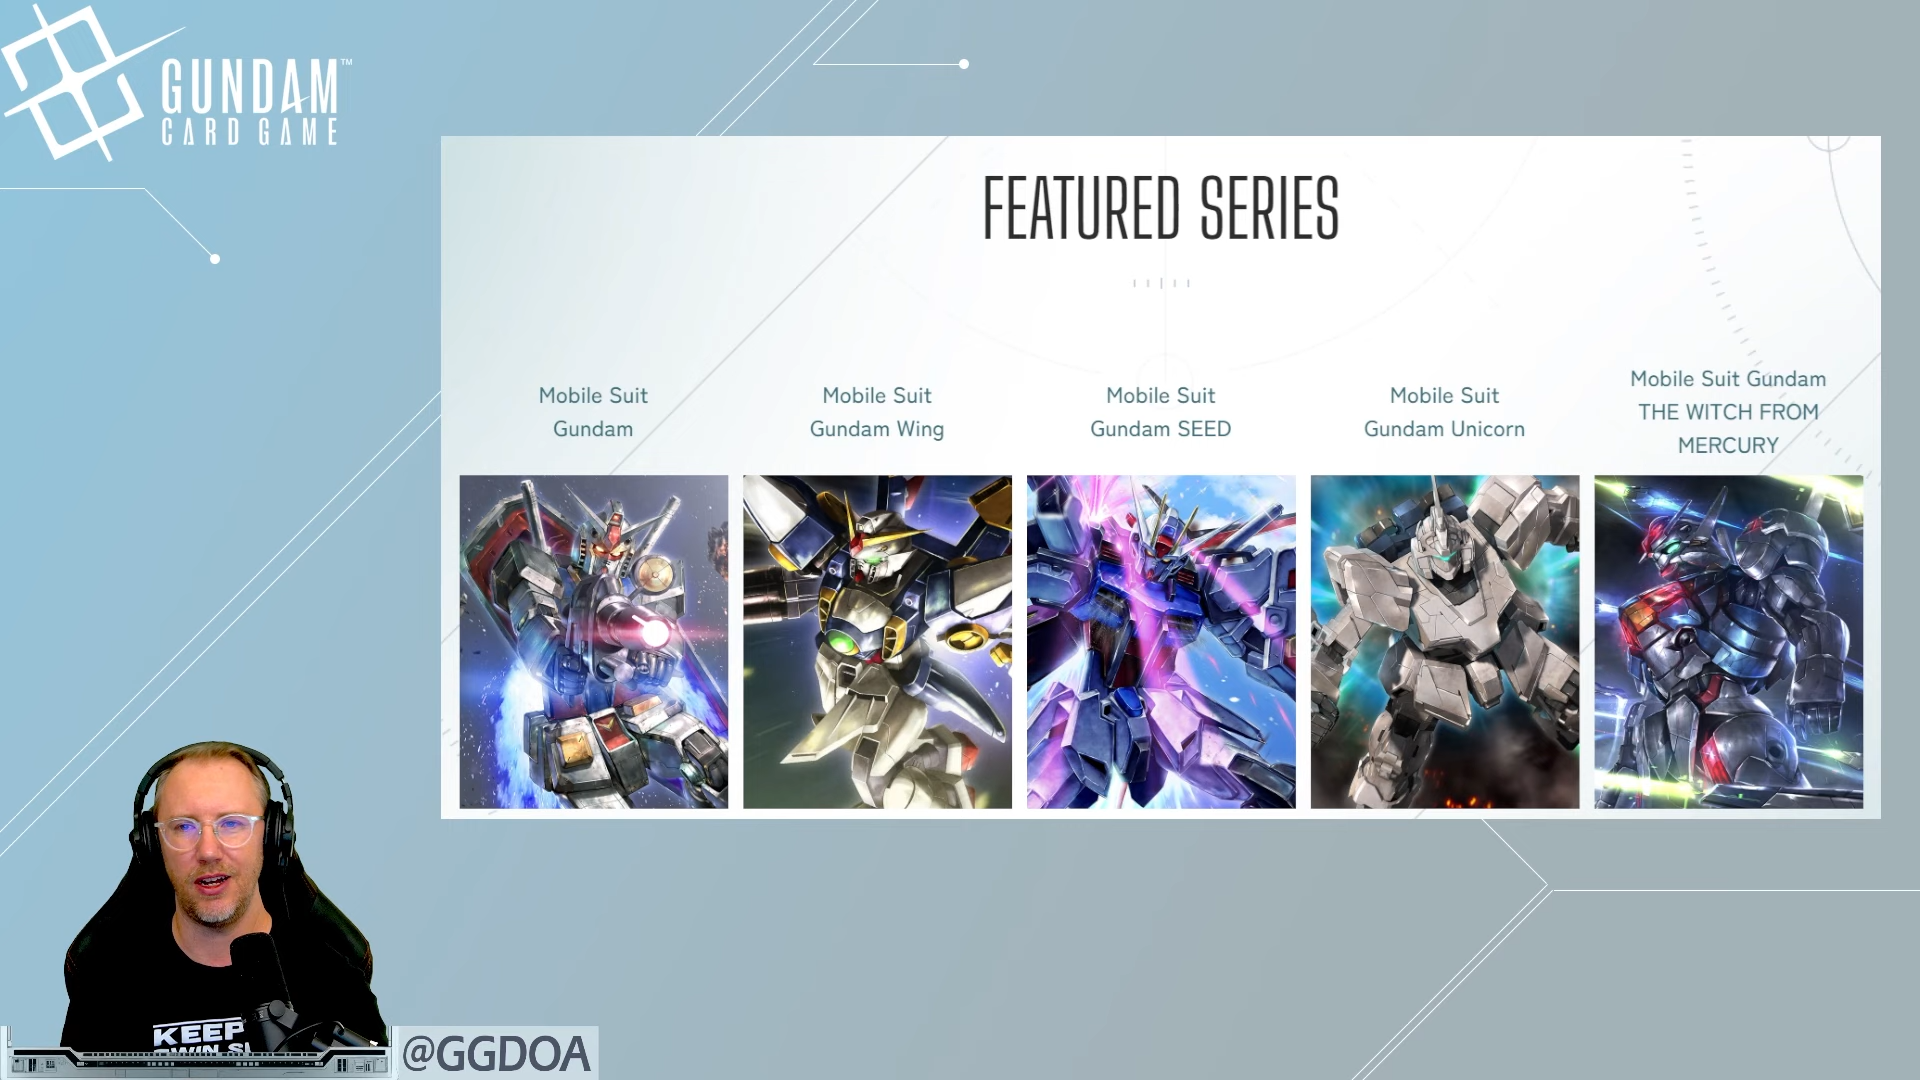 GUNDAM™
CARD GAME
FEATURED SERIES
Mobile Suit
Gundam
Mobile Suit
Gundam Wing
Mobile Suit
Gundam SEED
Mobile Suit
Gundam Unicorn
Mobile Suit Gundam
THE WITCH FROM
MERCURY
KEEP
@GGDOA